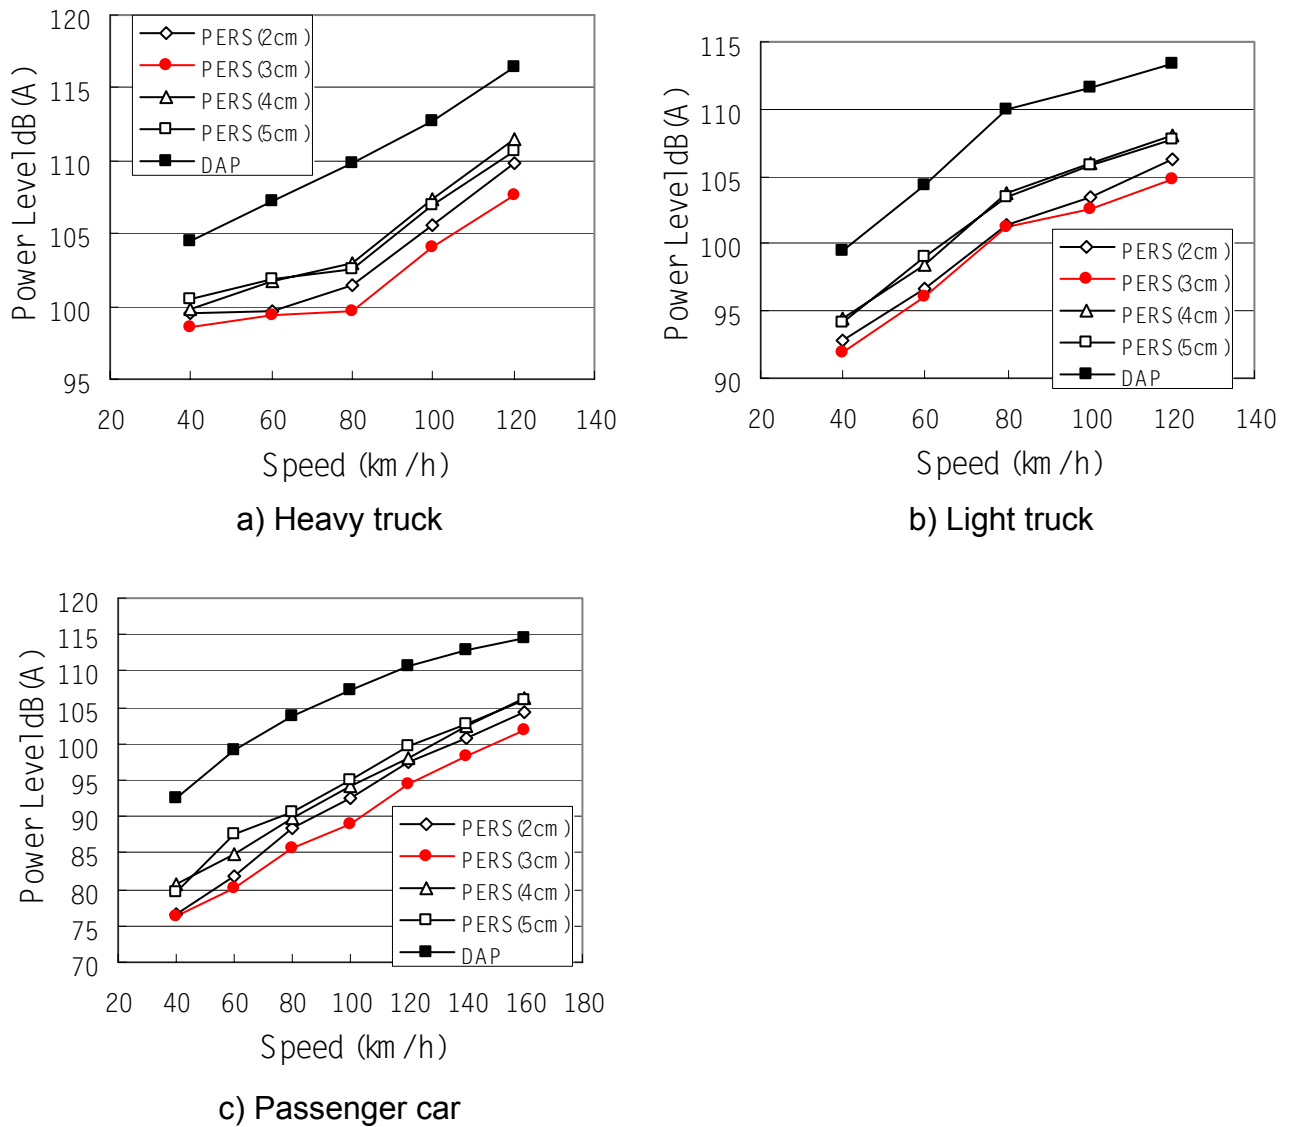 120
115
110
105
100
95
Power Level dB(A)
PERS(2cm)
PERS(3cm)
PERS(4cm)
PERS(5cm)
DAP
20 40 60 80 100 120 140
Speed (km/h)
a) Heavy truck
115
110
105
100
95
90
Power Level dB(A)
PERS(2cm)
PERS(3cm)
PERS(4cm)
PERS(5cm)
DAP
20 40 60 80 100 120 140
Speed (km/h)
b) Light truck
120
115
110
105
100
95
90
85
80
75
70
Power Level dB(A)
PERS(2cm)
PERS(3cm)
PERS(4cm)
PERS(5cm)
DAP
20 40 60 80 100 120 140 160 180
Speed (km/h)
c) Passenger car